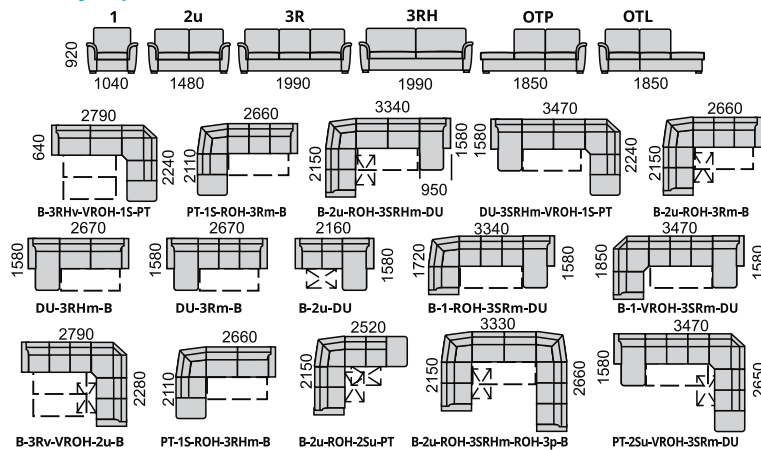 1 2u 3R 3RH OTP OTL
920
1040 1480 1990 1990 1850 1850
2790 2660 3340 3470 2660
640 2240 2110 2150 1580 1580 2240 2150 1580
950
B-3RHv-VROH-1S-PT PT-1S-ROH-3Rm-B B-2u-ROH-3SRHm-DU DU-3SRHm-VROH-1S-PT B-2u-ROH-3Rm-B
2670 2670 2160 3340 3470
1580 1580 1580 1720 1580 1850 1580
DU-3RHm-B DU-3Rm-B B-2u-DU B-1-ROH-3SRm-DU B-1-VROH-3SRm-DU
2790 2660 2520 3330 3470
2280 2110 2150 2150 2660 1580 2650
B-3Rv-VROH-2u-B PT-1S-ROH-3RHm-B B-2u-ROH-2Su-PT B-2u-ROH-3SRHm-ROH-3p-B PT-2Su-VROH-3SRm-DU